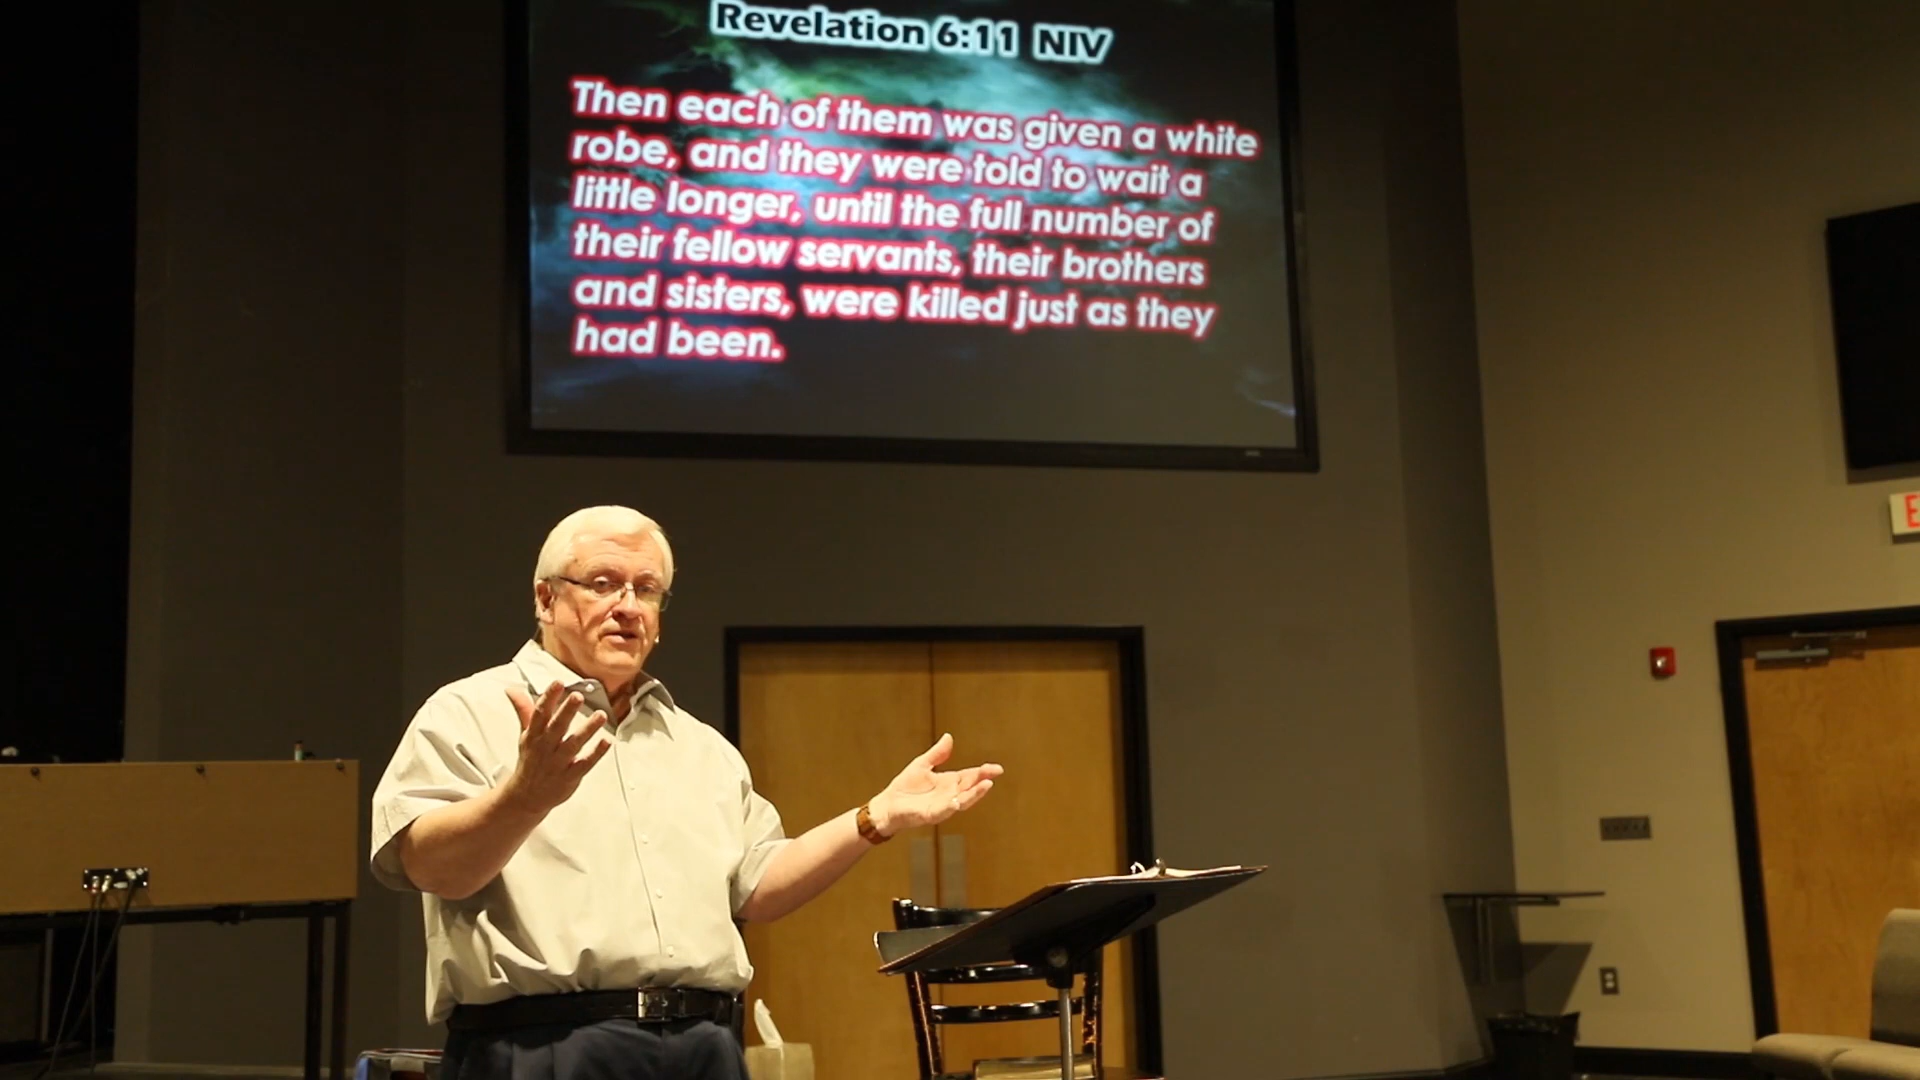 Revelation 6:11 NIV
Then each of them was given a white
robe, and they were told to wait a
little longer, until the full number of
their fellow servants, their brothers
and sisters, were killed just as they
had been.
E